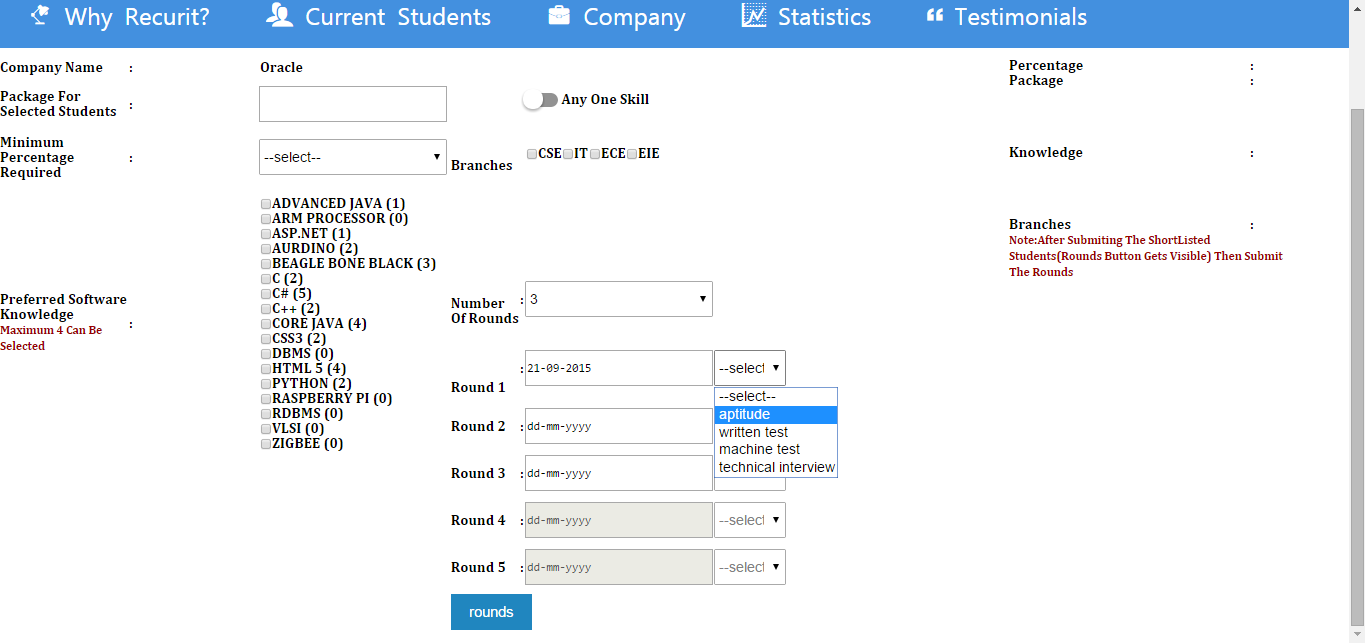 Why Recurit? Current Students Company Statistics Testimonials
Company Name : Oracle
Percentage :
Package :
Package For
Selected Students :
Any One Skill
Minimum
Percentage
Required :
--select--
Branches
CSE IT ECE EIE
Knowledge :
ADVANCED JAVA (1)
ARM PROCESSOR (0)
ASP.NET (1)
AURDINO (2)
BEAGLE BONE BLACK (3)
C (2)
C# (5)
C++ (2)
CORE JAVA (4)
CSS3 (2)
DBMS (0)
HTML 5 (4)
PYTHON (2)
RASPBERRY PI (0)
RDBMS (0)
VLSI (0)
ZIGBEE (0)
Branches :
Note:After Submiting The ShortListed
Students(Rounds Button Gets Visible) Then Submit
The Rounds
Preferred Software
Knowledge :
Maximum 4 Can Be
Selected
Number
Of Rounds : 3
Round 1 : 21-09-2015 --select
--select--
aptitude
written test
machine test
technical interview
Round 2 : dd-mm-yyyy
Round 3 : dd-mm-yyyy
Round 4 : dd-mm-yyyy --select
Round 5 : dd-mm-yyyy --select
rounds